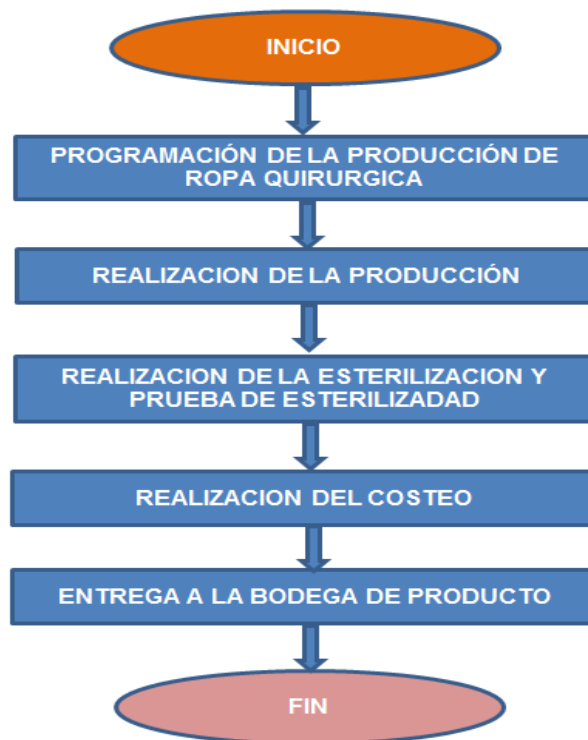 INICIO
PROGRAMACIÓN DE LA PRODUCCIÓN DE
ROPA QUIRURGICA
REALIZACION DE LA PRODUCCIÓN
REALIZACION DE LA ESTERILIZACION Y
PRUEBA DE ESTERILIZADAD
REALIZACION DEL COSTEO
ENTREGA A LA BODEGA DE PRODUCTO
FIN